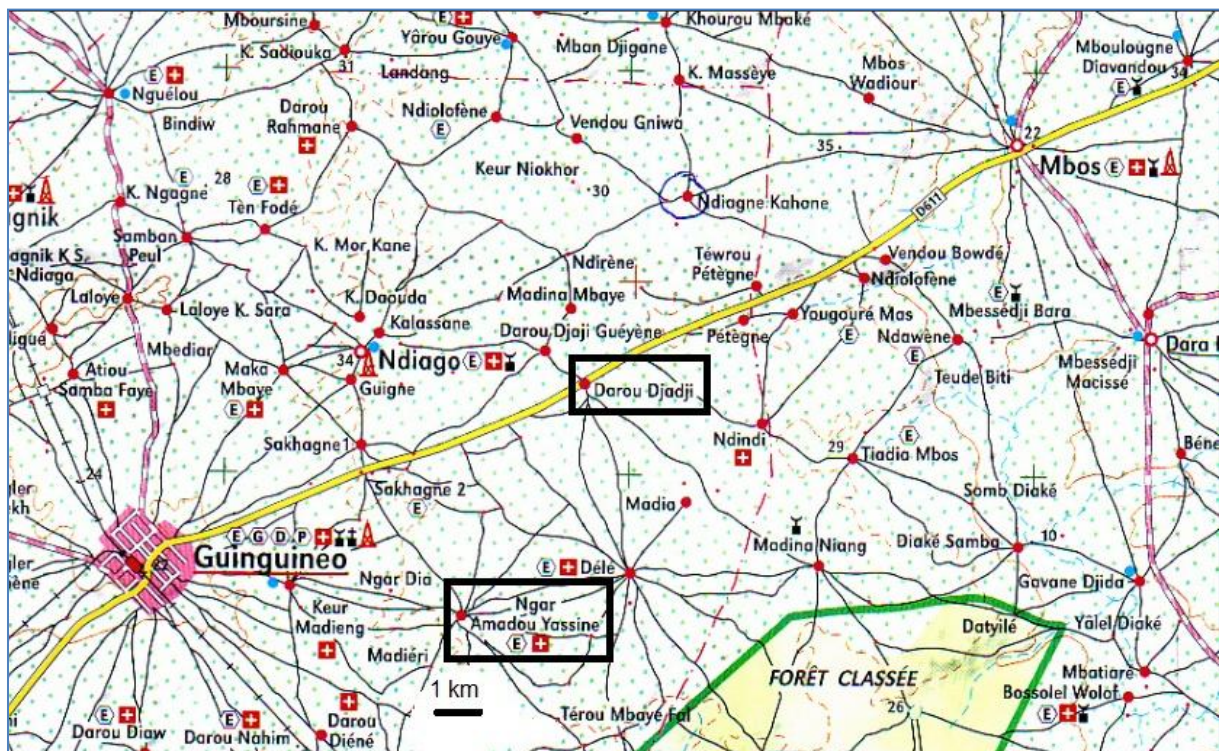 Mboursine
K. Sadiouka
31
Yârou Gouye
E
Landang
Khourou Mbaké
Mban Djigane
K. Massèye
Mbos
Wadiour
Mboulougne
Diavandou
34
E
E
Nguélou
Bindiw
Darou
Rahmane
Ndiolofène
E
Vendou Gniwa
35
22
Mbos
E
Keur Niokhor
30
Ndiagne Kahone
D611
gnik
K. Ngagné
E
28
E
Tèn Fodé
Samban
Peul
K. Mor Kane
agnik K S
Ndiaga
Laloye
Laloye K. Sara
K. Daouda
Kalassane
Ndirène
Madina Mbaye
Téwrou
Pétègne
Vendou Bowdé
Ndiolofène
Mbediar
34
Ndiago
E
Darou Djaji Guéyène
Pétègne
Yougouré Mas
E
E
Mbessédji Bara
Ndawène
E
Mbessédji
Macissé
Dara
Atiou
Samba Faye
Maka
Mbaye
E
Guigne
Darou Djadji
Teude Biti
Sakhagne 1
Ndindi
29
E
Tiadia Mbos
Béne
24
Sakhagne 2
E
Madia
Somb Diaké
E G D P
Guinguineo
Madina Niang
Diaké Samba
10
Gavane Djida
Ngar Dia
E
Délé
Keur
Madieng
Ngar
Amadou Yassine
E
Madiéri
Datyilé
Yâlel Diaké
1 km
FORÊT CLASSÉE
Mbatiare
Bossolel Wolof
E
26
E
Darou Diaw
E
Darou Nahim
Darou
Diéné
Térou Mbaye Fal